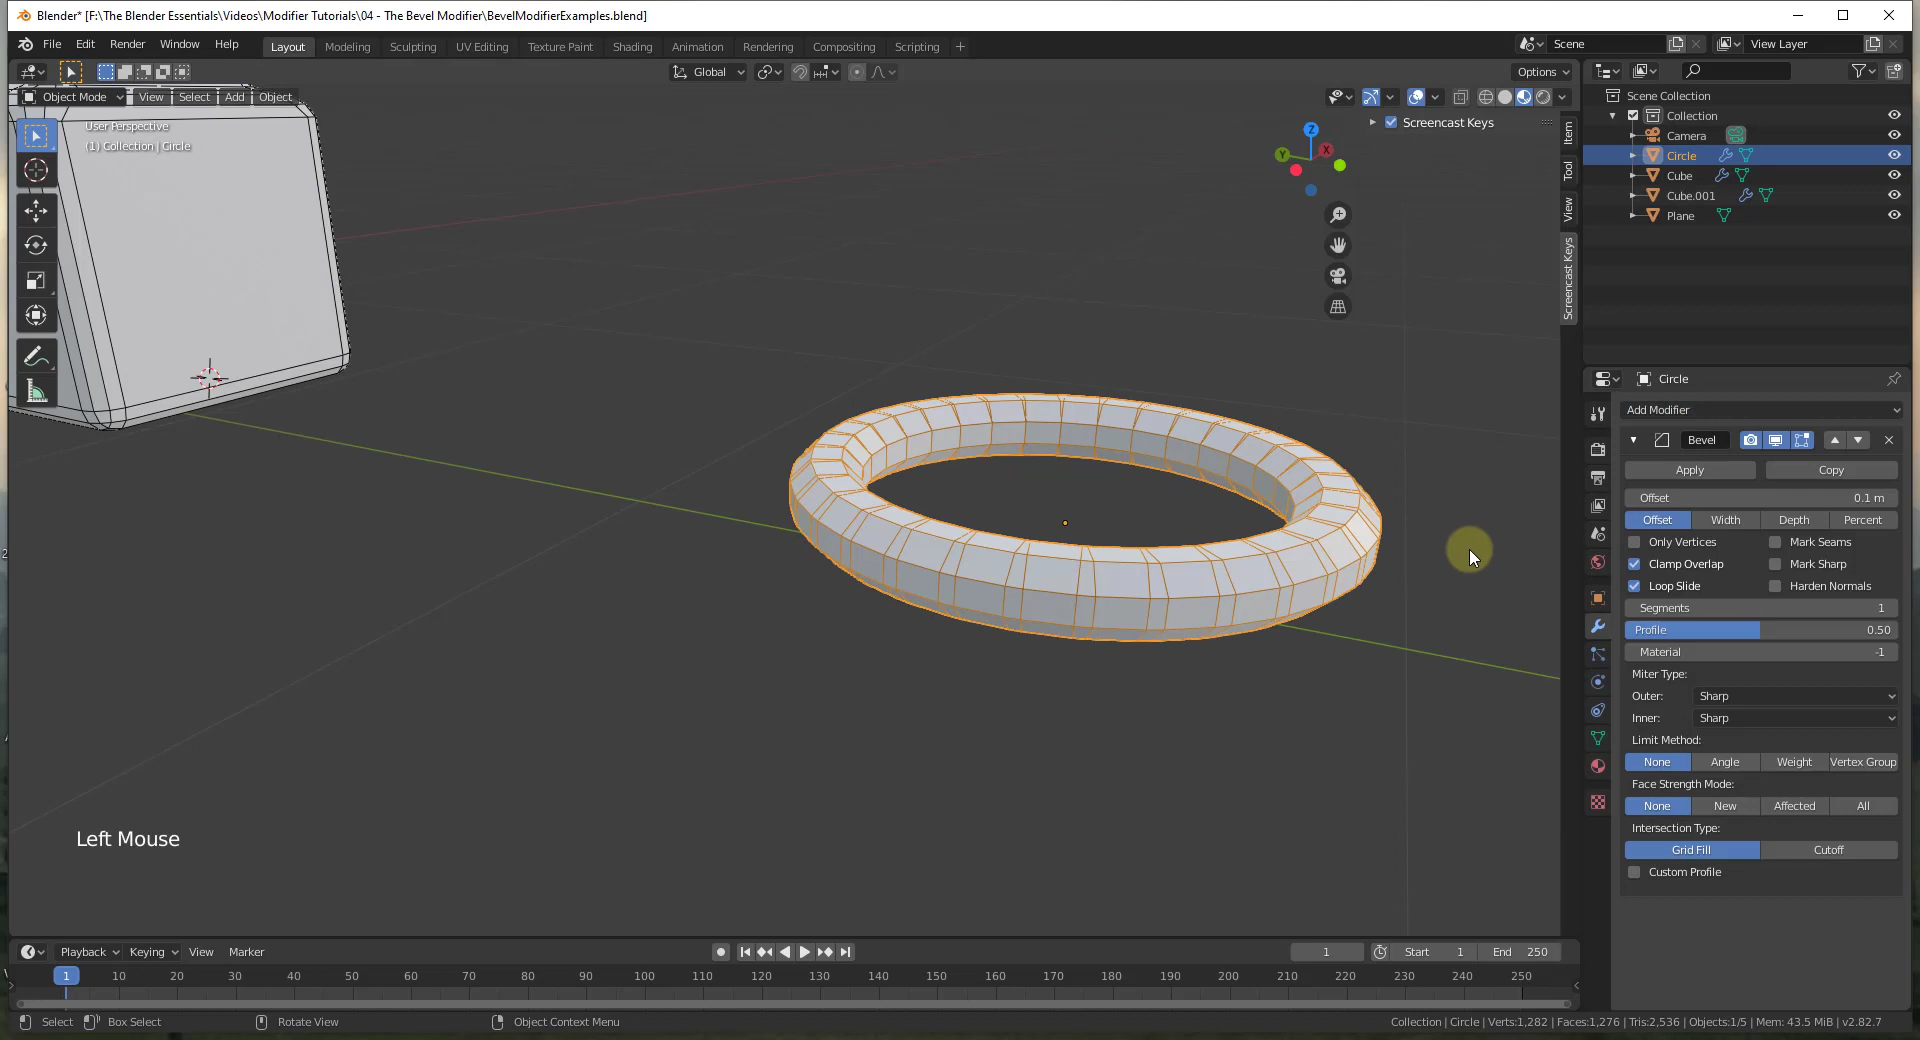 Blender* [F:\The Blender Essentials\Videos\Modifier Tutorials\04 - The Bevel Modifier\BevelModifierExamples.blend]
File Edit Render Window Help Layout Modeling Sculpting UV Editing Texture Paint Shading Animation Rendering Compositing Scripting + Scene View Layer
Global Options
Object Mode View Select Add Object
User Perspective
(1) Collection | Circle
Screencast Keys
Z
Y
X
Item
Tool
View
Screencast Keys
Left Mouse
Scene Collection
Collection
Camera
Circle
Cube
Cube.001
Plane
Circle
Add Modifier
Bevel
Apply Copy
Offset 0.1 m
Offset Width Depth Percent
Only Vertices Mark Seams
Clamp Overlap Mark Sharp
Loop Slide Harden Normals
Segments 1
Profile 0.50
Material -1
Miter Type:
Outer: Sharp
Inner: Sharp
Limit Method:
None Angle Weight Vertex Group
Face Strength Mode:
None New Affected All
Intersection Type:
Grid Fill Cutoff
Custom Profile
Playback Keying View Marker 1 Start 1 End 250
1 10 20 30 40 50 60 70 80 90 100 110 120 130 140 150 160 170 180 190 200 210 220 230 240 250
Select Box Select Rotate View Object Context Menu Collection | Circle | Verts:1,282 | Faces:1,276 | Tris:2,536 | Objects:1/5 | Mem: 43.5 MiB | v2.82.7